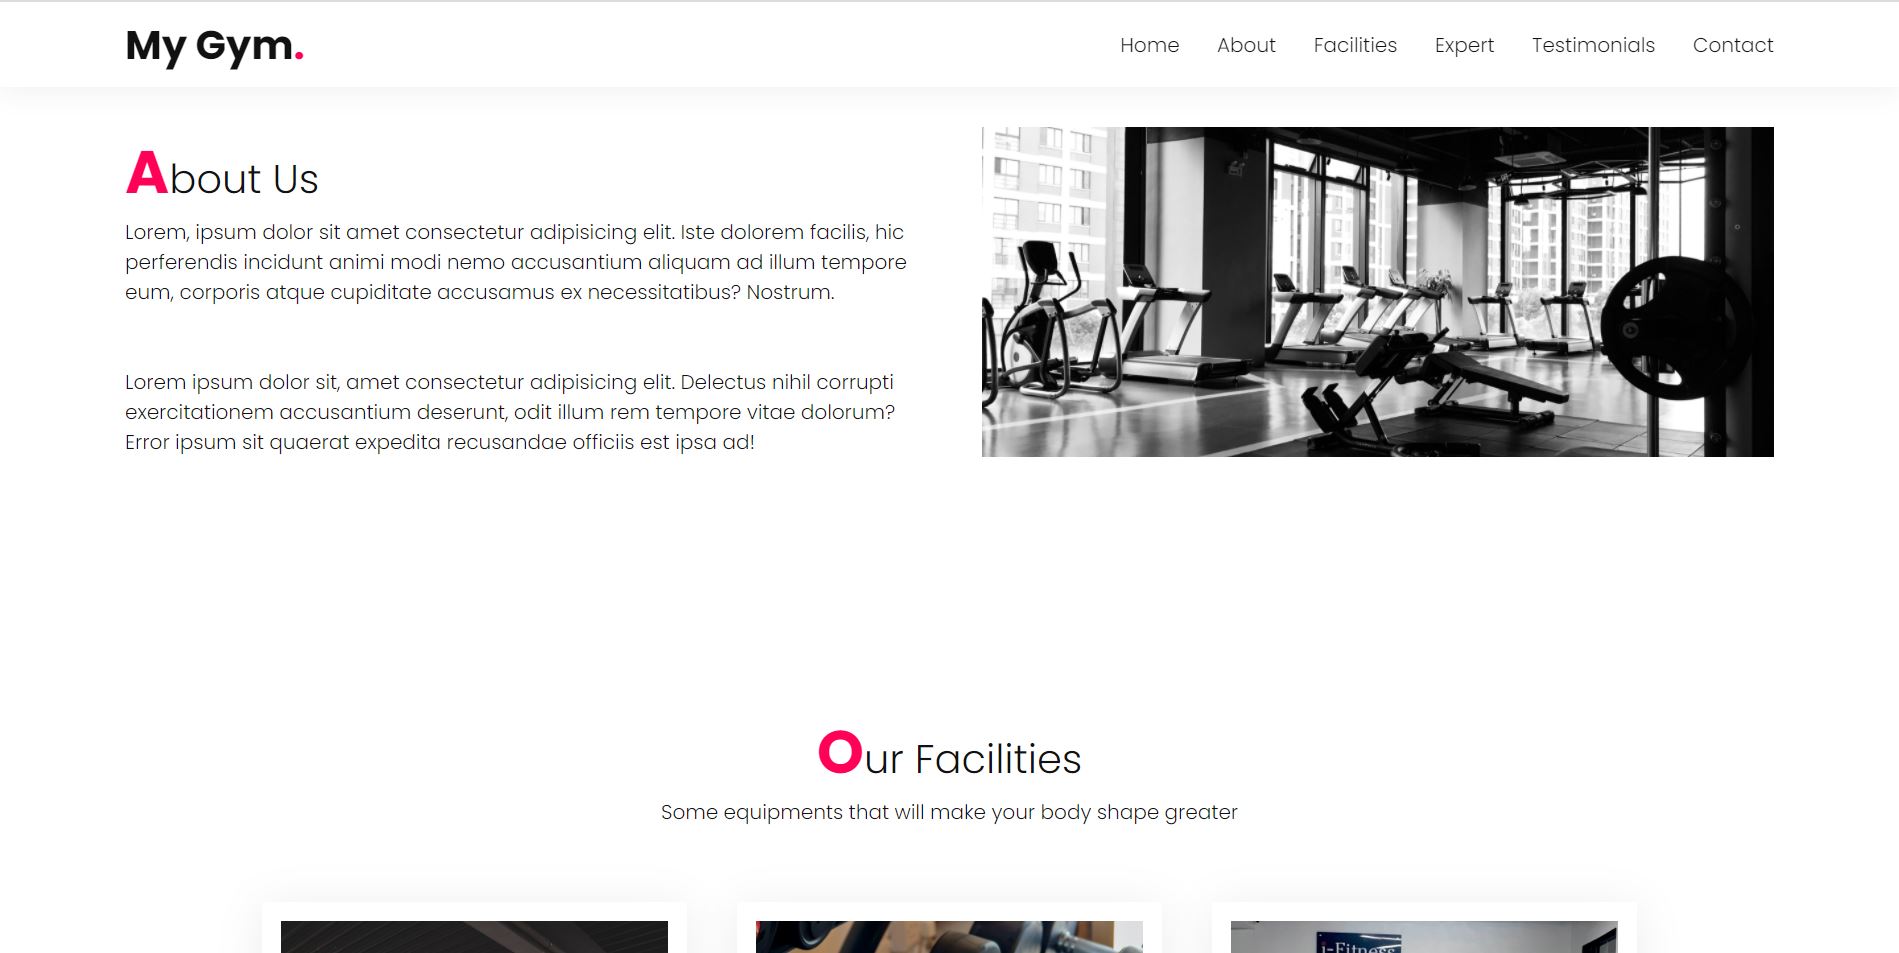 My Gym.
Home About Facilities Expert Testimonials Contact
About Us
Lorem, ipsum dolor sit amet consectetur adipisicing elit. Iste dolorem facilis, hic
perferendis incidunt animi modi nemo accusantium aliquam ad illum tempore
eum, corporis atque cupiditate accusamus ex necessitatibus? Nostrum.
Lorem ipsum dolor sit, amet consectetur adipisicing elit. Delectus nihil corrupti
exercitationem accusantium deserunt, odit illum rem tempore vitae dolorum?
Error ipsum sit quaerat expedita recusandae officiis est ipsa ad!
Our Facilities
Some equipments that will make your body shape greater
i-Fitness